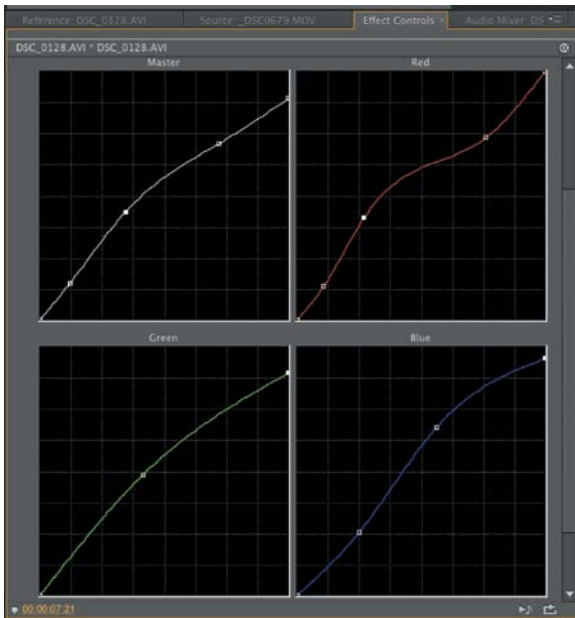 Reference: DSC_0128.AVI Source: _DSC0679.MOV Effect Controls × Audio Mixer: DS
DSC_0128.AVI * DSC_0128.AVI
Master Red
Green Blue
00:00:07:21